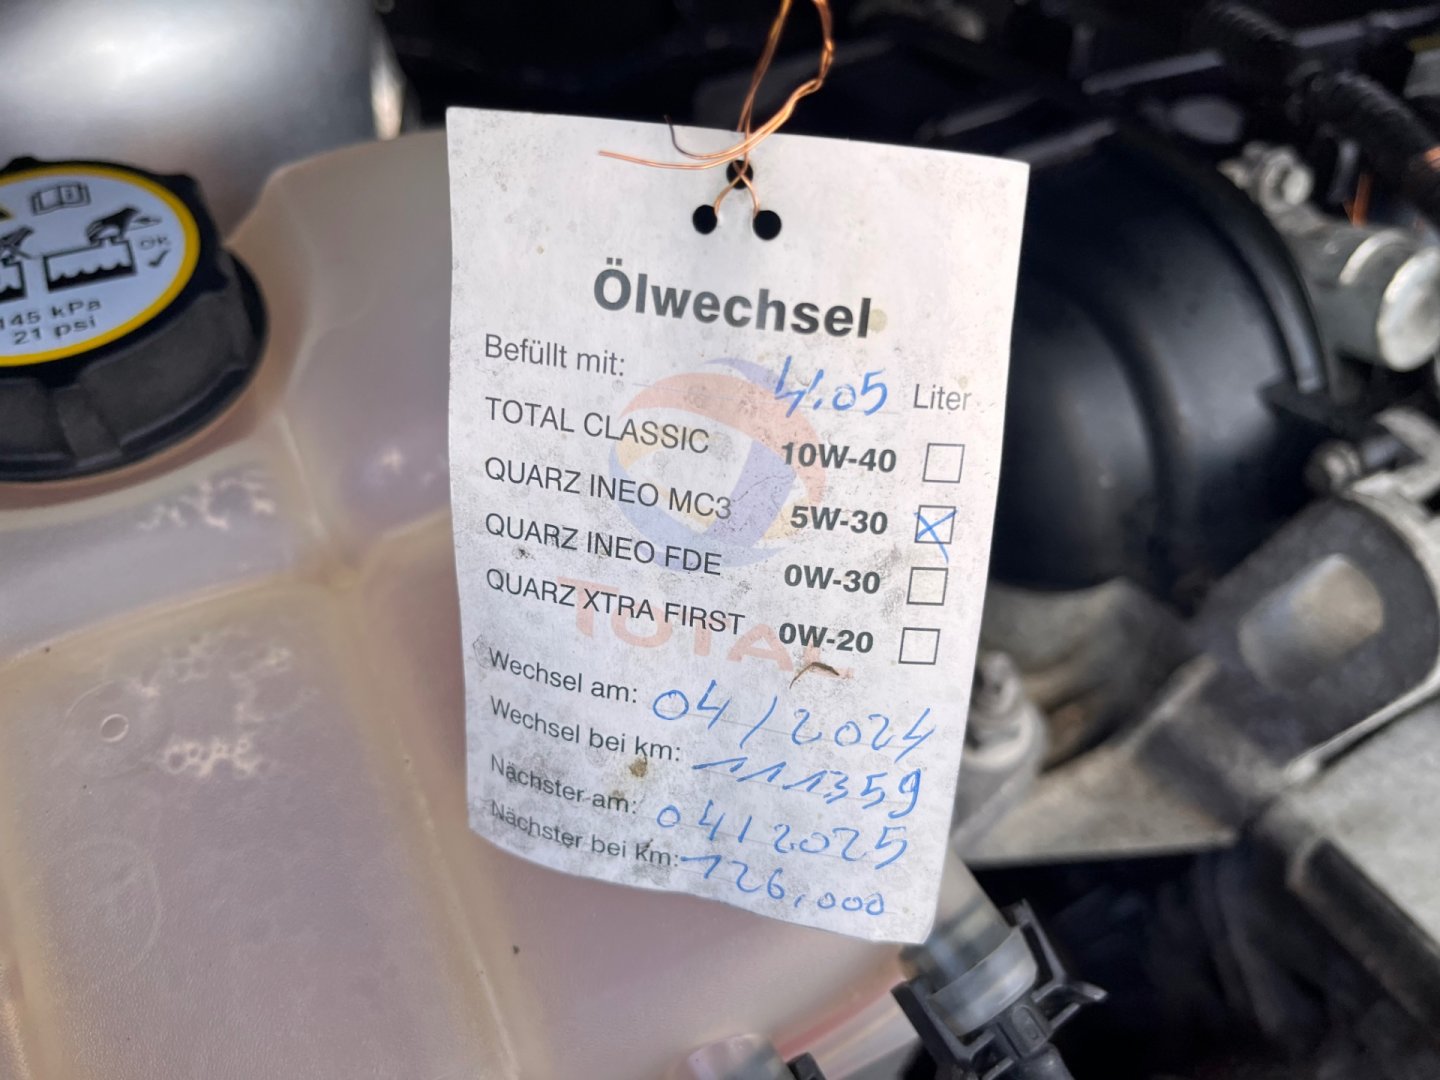 OK
145 kPa
21 psi
Ölwechsel
Befüllt mit: 4,05 Liter
TOTAL CLASSIC 10W-40
QUARZ INEO MC3 5W-30
QUARZ INEO FDE 0W-30
QUARZ XTRA FIRST 0W-20
TOTAL
Wechsel am: 04/2024
Wechsel bei km: 111359
Nächster am: 04/2025
Nächster bei Km: 126,000